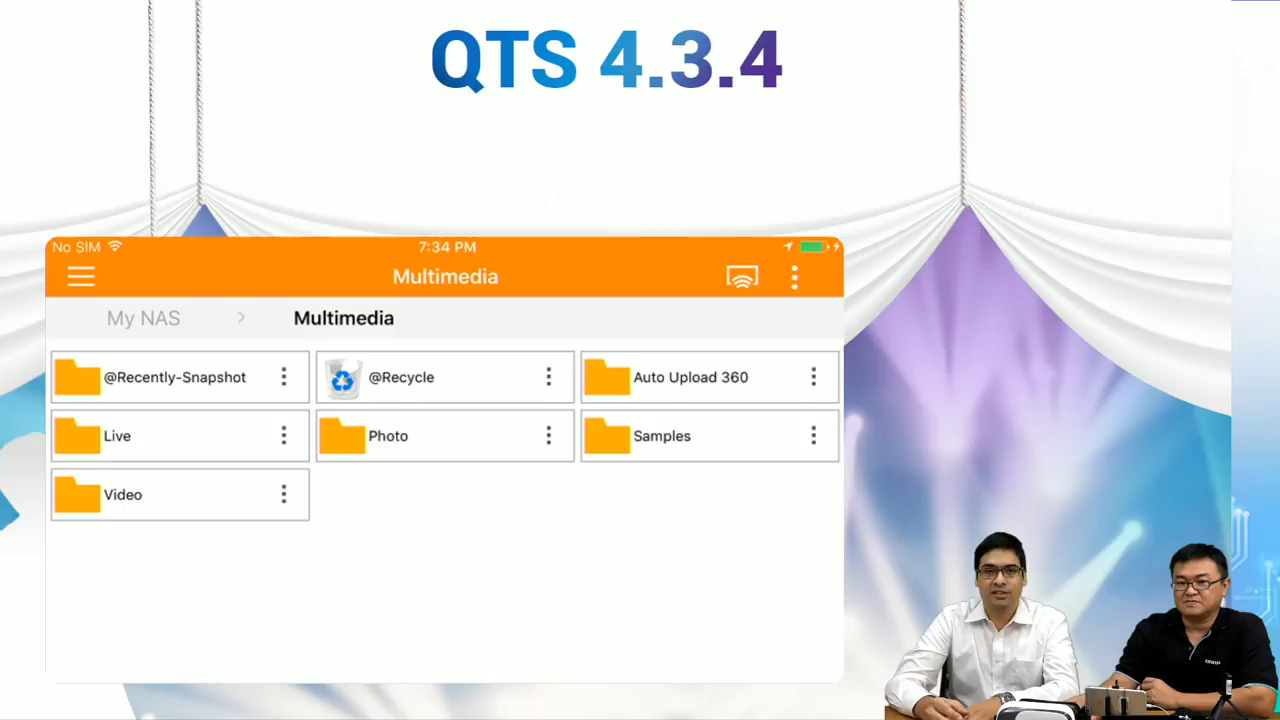 QTS 4.3.4
No SIM 7:34 PM
Multimedia
My NAS > Multimedia
@Recently-Snapshot @Recycle Auto Upload 360
Live Photo Samples
Video
QNAP